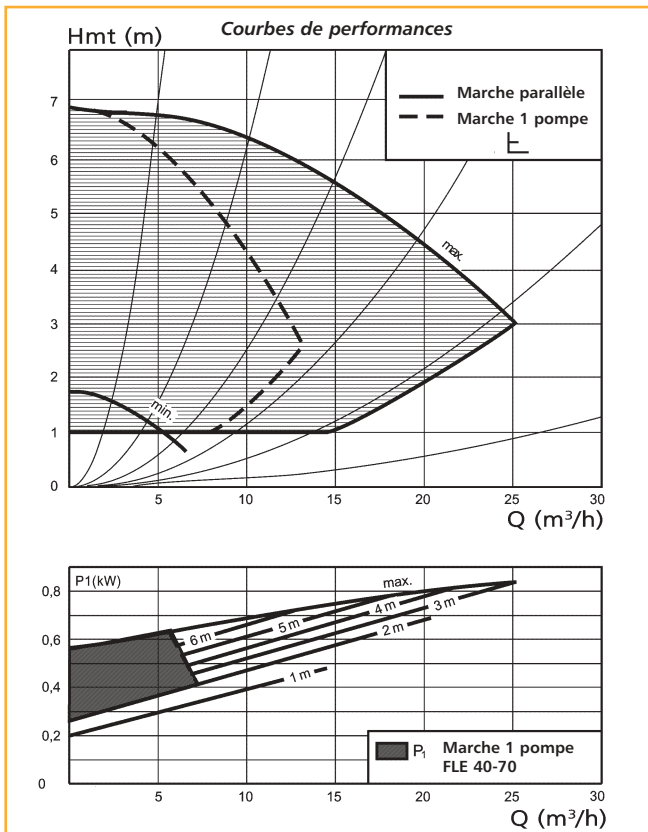 Courbes de performances
Hmt (m)
Marche parallèle
Marche 1 pompe
7
6
5
4
3
2
1
0
max.
min.
5
10
15
20
25
30
Q (m³/h)
P1(kW)
0,8
0,6
0,4
0,2
0
max.
6 m
5 m
4 m
3 m
2 m
1 m
P₁ Marche 1 pompe
FLE 40-70
5
10
15
20
25
30
Q (m³/h)